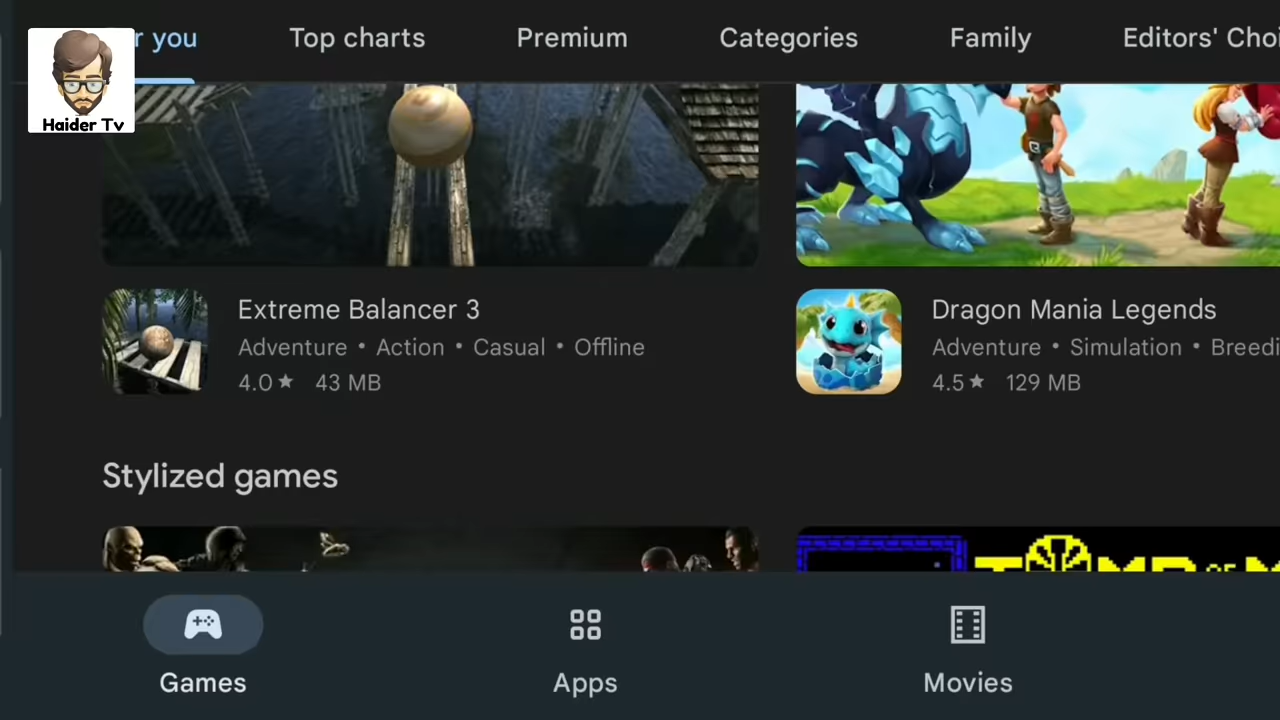 r you
Top charts
Premium
Categories
Family
Editors' Choi
Haider Tv
Extreme Balancer 3
Adventure • Action • Casual • Offline
4.0 ★ 43 MB
Dragon Mania Legends
Adventure • Simulation • Breedi
4.5 ★ 129 MB
Stylized games
Games
Apps
Movies